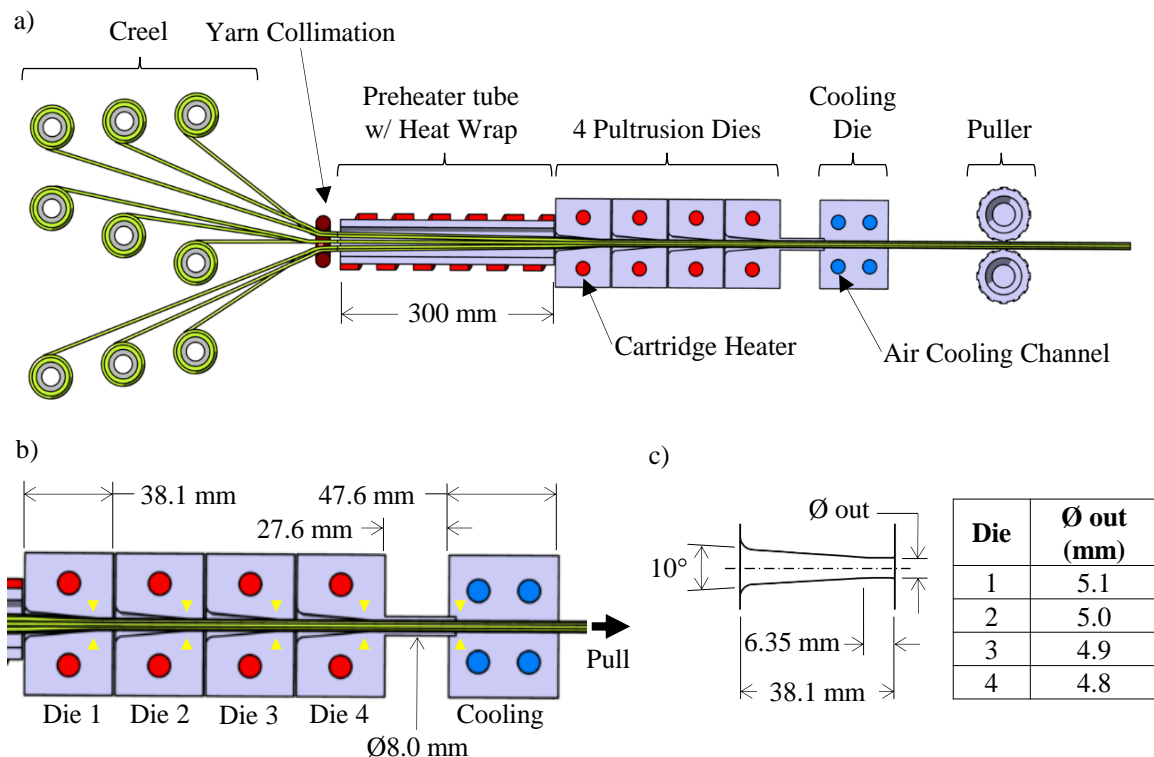 a)
Creel
Yarn Collimation
Preheater tube
w/ Heat Wrap
4 Pultrusion Dies
Cooling
Die
Puller
300 mm
Cartridge Heater
Air Cooling Channel
b)
38.1 mm
47.6 mm
27.6 mm
Pull
Die 1
Die 2
Die 3
Die 4
Cooling
Ø8.0 mm
c)
Ø out
10°
6.35 mm
38.1 mm
Die Ø out
(mm)
1 5.1
2 5.0
3 4.9
4 4.8